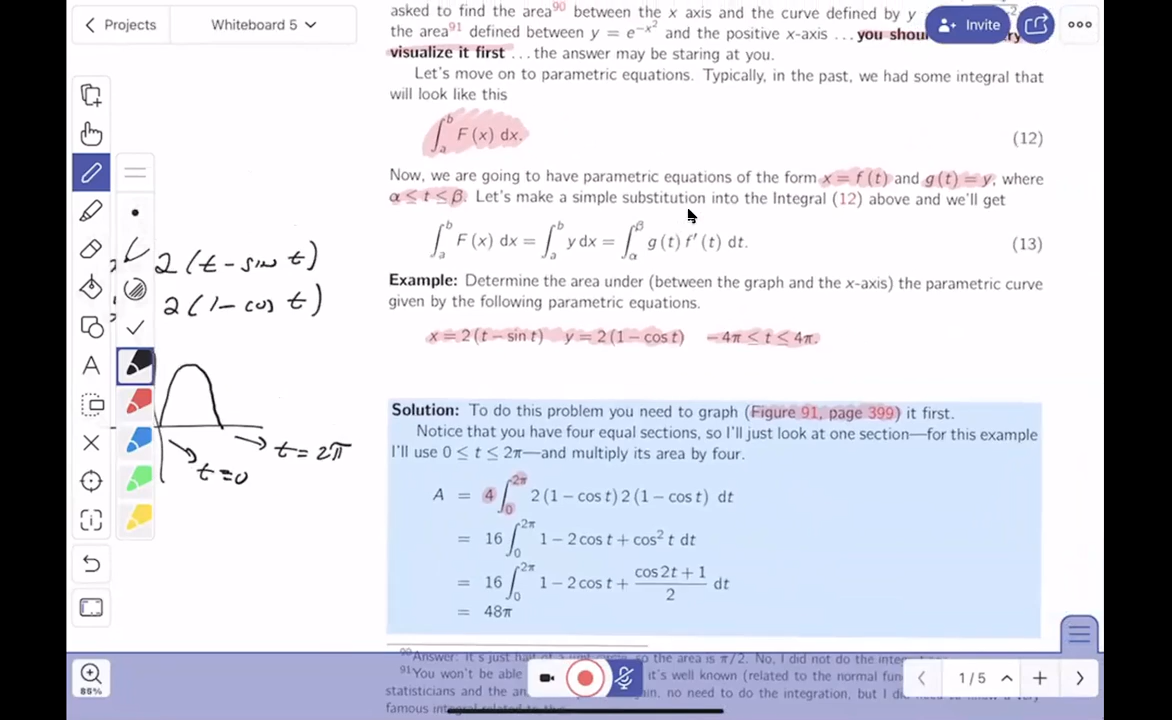 Projects
Whiteboard 5
Invite
asked to find the area⁹⁰ between the x axis and the curve defined by y
the area⁹¹ defined between y = e^{−x²} and the positive x-axis . . . you shou ry
visualize it first . . . the answer may be staring at you.
Let's move on to parametric equations. Typically, in the past, we had some integral that
will look like this
∫_a^b F (x) dx. (12)
Now, we are going to have parametric equations of the form x = f (t) and g (t) = y, where
α ≤ t ≤ β. Let's make a simple substitution into the Integral (12) above and we'll get
∫_a^b F (x) dx = ∫_a^b y dx = ∫_α^β g (t) f′ (t) dt. (13)
Example: Determine the area under (between the graph and the x-axis) the parametric curve
given by the following parametric equations.
x = 2 (t − sin t) y = 2 (1 − cos t) −4π ≤ t ≤ 4π.
2 (t - sin t)
2 (1 - cos t)
t = 0
t = 2π
Solution: To do this problem you need to graph (Figure 91, page 399) it first.
Notice that you have four equal sections, so I'll just look at one section—for this example
I'll use 0 ≤ t ≤ 2π—and multiply its area by four.
A = 4 ∫_0^{2π} 2 (1 − cos t) 2 (1 − cos t) dt
= 16 ∫_0^{2π} 1 − 2 cos t + cos² t dt
= 16 ∫_0^{2π} 1 − 2 cos t + (cos 2t + 1)/2 dt
= 48π
⁹⁰Answer: It's just half of a so the area is π/2. No, I did not do the inte
⁹¹You won't be able it's well known (related to the normal fun
statisticians and the an in, no need to do the integration, but I d
famous
86%
1 / 5